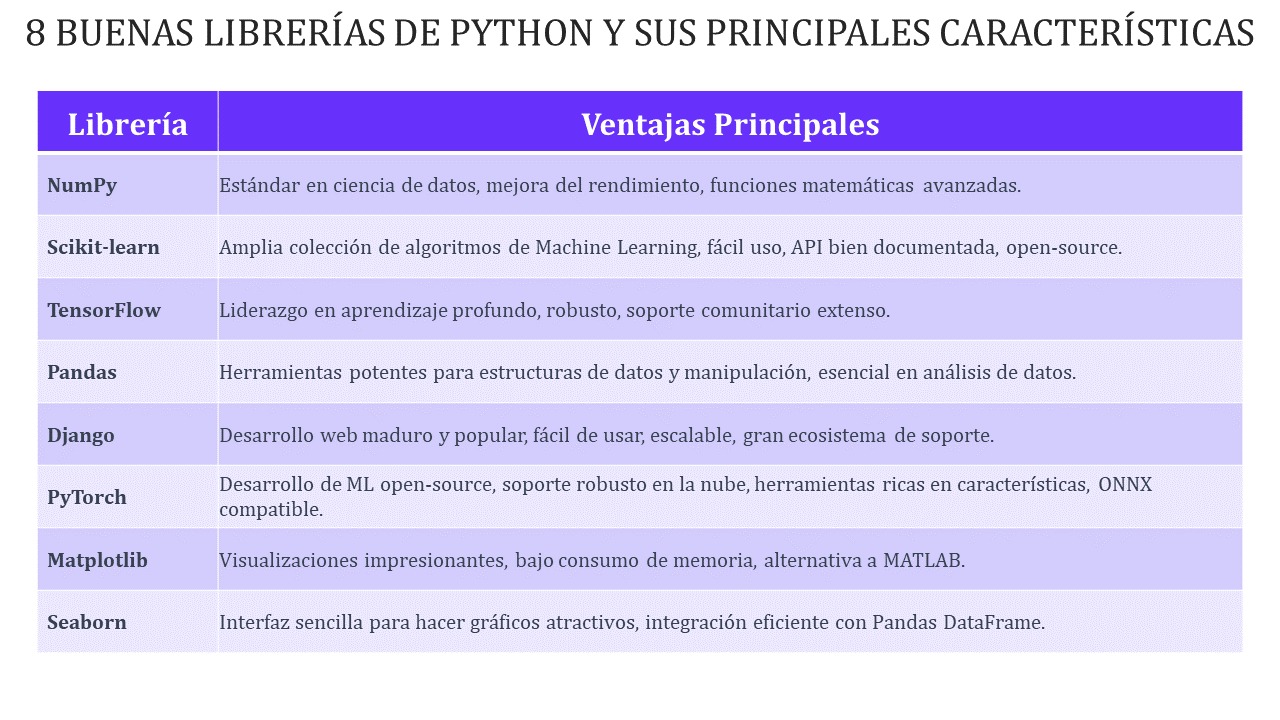 8 BUENAS LIBRERÍAS DE PYTHON Y SUS PRINCIPALES CARACTERÍSTICAS
Librería Ventajas Principales
NumPy Estándar en ciencia de datos, mejora del rendimiento, funciones matemáticas avanzadas.
Scikit-learn Amplia colección de algoritmos de Machine Learning, fácil uso, API bien documentada, open-source.
TensorFlow Liderazgo en aprendizaje profundo, robusto, soporte comunitario extenso.
Pandas Herramientas potentes para estructuras de datos y manipulación, esencial en análisis de datos.
Django Desarrollo web maduro y popular, fácil de usar, escalable, gran ecosistema de soporte.
PyTorch Desarrollo de ML open-source, soporte robusto en la nube, herramientas ricas en características, ONNX
compatible.
Matplotlib Visualizaciones impresionantes, bajo consumo de memoria, alternativa a MATLAB.
Seaborn Interfaz sencilla para hacer gráficos atractivos, integración eficiente con Pandas DataFrame.